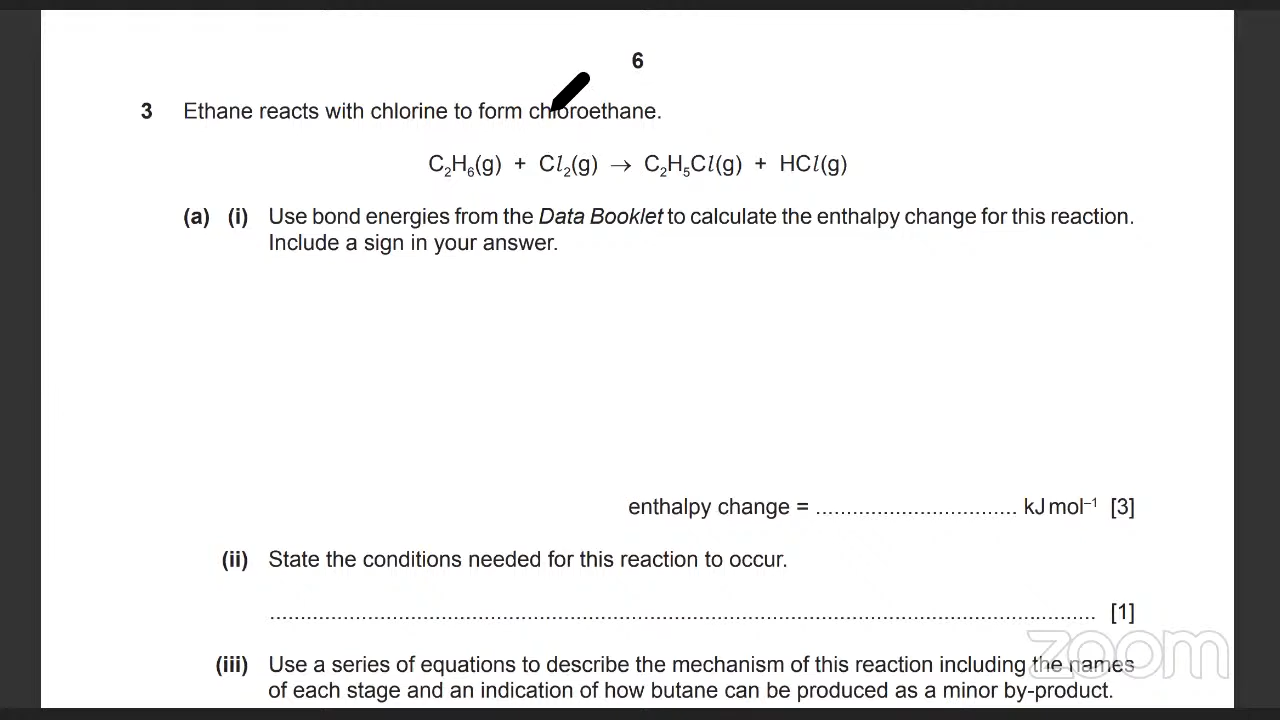 6
3 Ethane reacts with chlorine to form chloroethane.
C₂H₆(g) + Cl₂(g) → C₂H₅Cl(g) + HCl(g)
(a) (i) Use bond energies from the Data Booklet to calculate the enthalpy change for this reaction.
Include a sign in your answer.
enthalpy change = ................................. kJ mol⁻¹ [3]
(ii) State the conditions needed for this reaction to occur.
....................................................................................................................................... [1]
zoom
(iii) Use a series of equations to describe the mechanism of this reaction including the names
of each stage and an indication of how butane can be produced as a minor by-product.